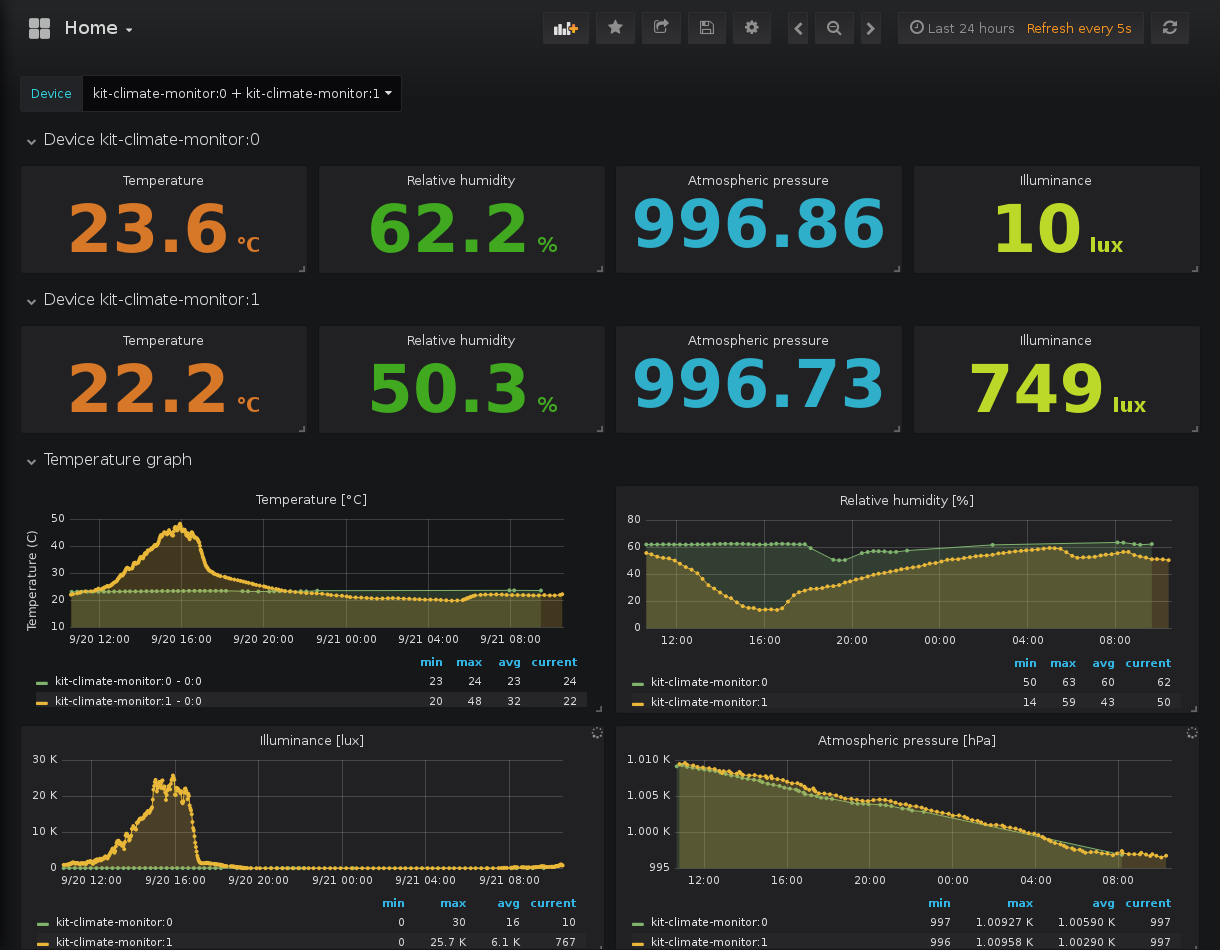 Home
Last 24 hours Refresh every 5s
Device kit-climate-monitor:0 + kit-climate-monitor:1
Device kit-climate-monitor:0
Temperature Relative humidity Atmospheric pressure Illuminance
23.6 °C 62.2 % 996.86 10 lux
Device kit-climate-monitor:1
Temperature Relative humidity Atmospheric pressure Illuminance
22.2 °C 50.3 % 996.73 749 lux
Temperature graph
Temperature [°C]
Temperature (C)
50
40
30
20
10
9/20 12:00 9/20 16:00 9/20 20:00 9/21 00:00 9/21 04:00 9/21 08:00
min max avg current
kit-climate-monitor:0 - 0:0 23 24 23 24
kit-climate-monitor:1 - 0:0 20 48 32 22
Relative humidity [%]
80
60
40
20
0
12:00 16:00 20:00 00:00 04:00 08:00
min max avg current
kit-climate-monitor:0 50 63 60 62
kit-climate-monitor:1 14 59 43 50
Illuminance [lux]
30 K
20 K
10 K
0
9/20 12:00 9/20 16:00 9/20 20:00 9/21 00:00 9/21 04:00 9/21 08:00
min max avg current
kit-climate-monitor:0 0 30 16 10
kit-climate-monitor:1 0 25.7 K 6.1 K 767
Atmospheric pressure [hPa]
1.010 K
1.005 K
1.000 K
995
12:00 16:00 20:00 00:00 04:00 08:00
min max avg current
kit-climate-monitor:0 997 1.00927 K 1.00590 K 997
kit-climate-monitor:1 996 1.00958 K 1.00290 K 997